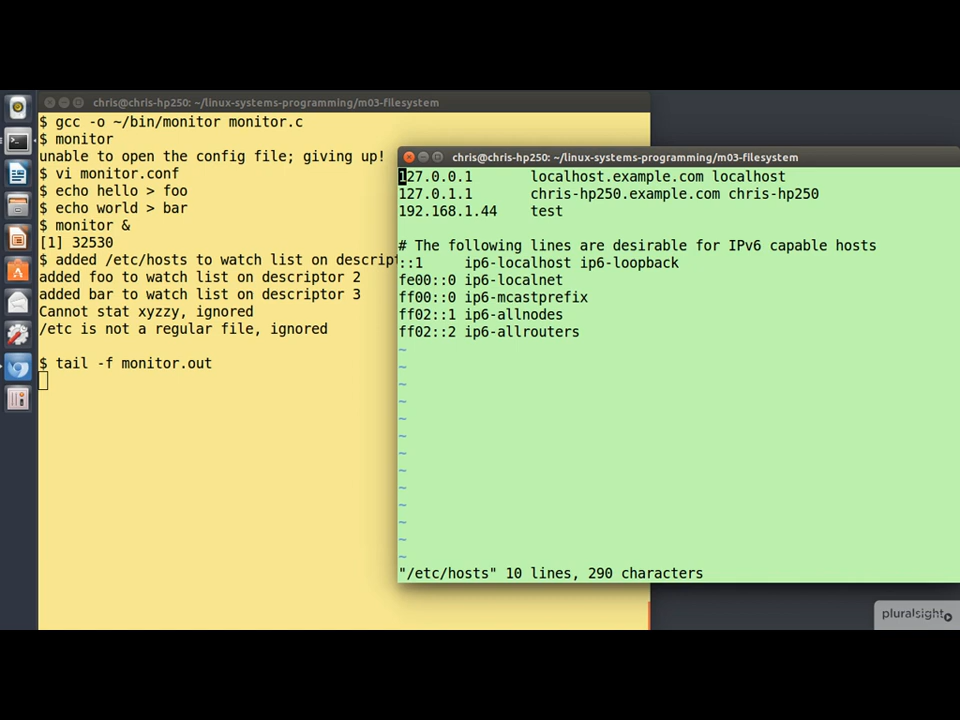 chris@chris-hp250: ~/linux-systems-programming/m03-filesystem
$ gcc -o ~/bin/monitor monitor.c
$ monitor
unable to open the config file; giving up!
$ vi monitor.conf
$ echo hello > foo
$ echo world > bar
$ monitor &
[1] 32530
$ added /etc/hosts to watch list on descript
added foo to watch list on descriptor 2
added bar to watch list on descriptor 3
Cannot stat xyzzy, ignored
/etc is not a regular file, ignored
$ tail -f monitor.out
chris@chris-hp250: ~/linux-systems-programming/m03-filesystem
127.0.0.1 localhost.example.com localhost
127.0.1.1 chris-hp250.example.com chris-hp250
192.168.1.44 test
# The following lines are desirable for IPv6 capable hosts
::1 ip6-localhost ip6-loopback
fe00::0 ip6-localnet
ff00::0 ip6-mcastprefix
ff02::1 ip6-allnodes
ff02::2 ip6-allrouters
~
~
~
~
~
~
~
~
~
~
~
~
~
"/etc/hosts" 10 lines, 290 characters
pluralsight